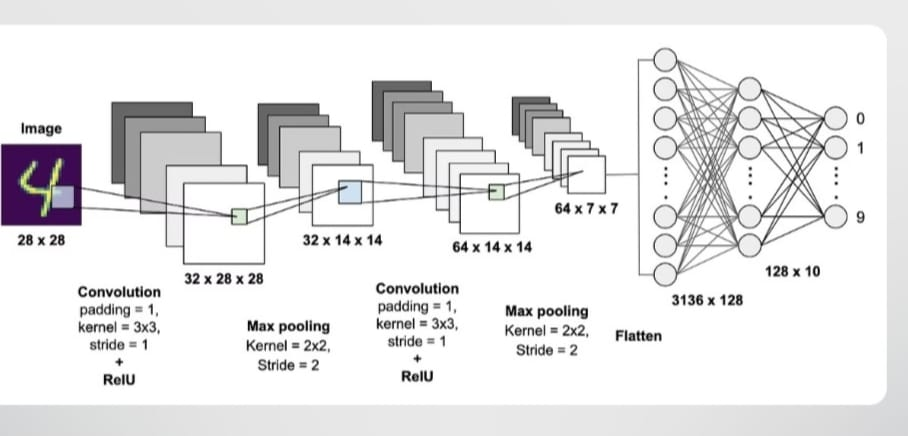 Image
28 x 28
32 x 28 x 28
32 x 14 x 14
64 x 14 x 14
64 x 7 x 7
0
1
9
128 x 10
3136 x 128
Convolution
padding = 1,
kernel = 3x3,
stride = 1
+
RelU
Max pooling
Kernel = 2x2,
Stride = 2
Convolution
padding = 1,
kernel = 3x3,
stride = 1
+
RelU
Max pooling
Kernel = 2x2,
Stride = 2
Flatten